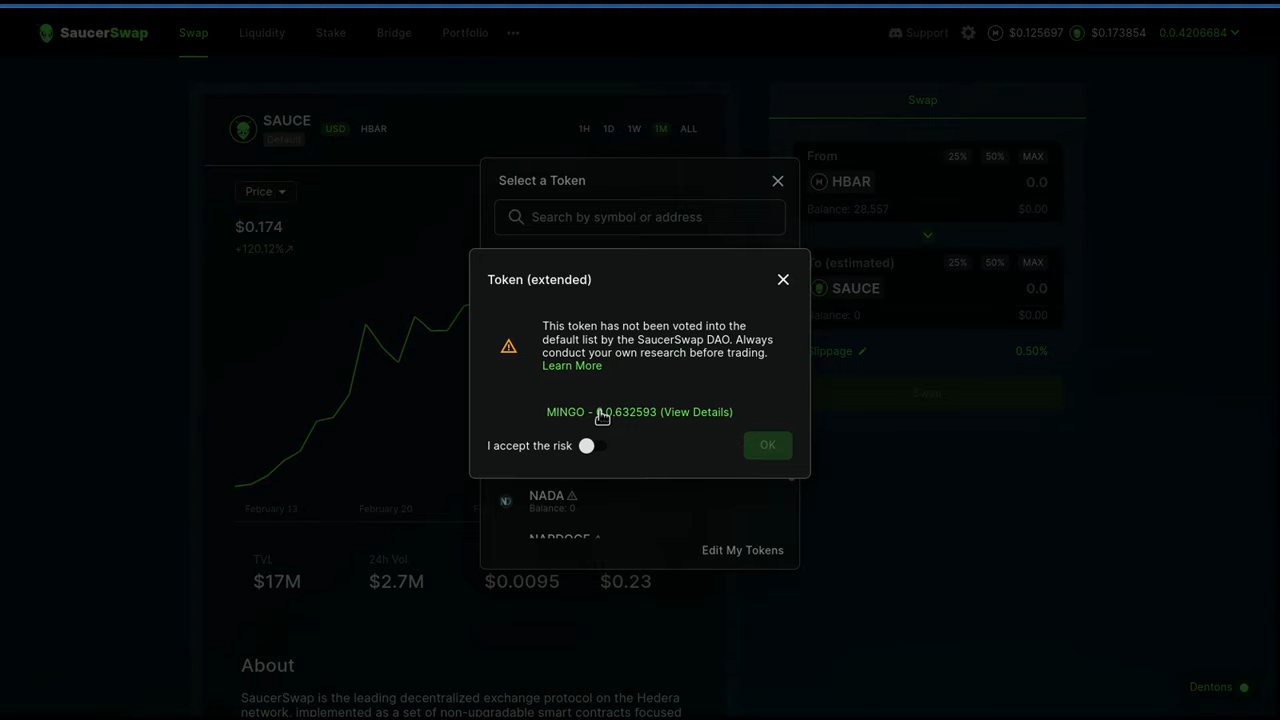 SaucerSwap
Swap
Liquidity
Stake
Bridge
Portfolio
Support
$0.125697
$0.173854
0.0.4206684
SAUCE
Default
USD
HBAR
1H
1D
1W
1M
ALL
Price
$0.174
+120.12%
February 13
February 20
TVL
$17M
24h Vol.
$2.7M
$0.0095
$0.23
About
SaucerSwap is the leading decentralized exchange protocol on the Hedera
network, implemented as a set of non-upgradable smart contracts focused
Select a Token
Search by symbol or address
Token (extended)
This token has not been voted into the
default list by the SaucerSwap DAO. Always
conduct your own research before trading.
Learn More
MINGO - 0.0.632593 (View Details)
I accept the risk
OK
NADA
Balance: 0
Edit My Tokens
Swap
From
25%
50%
MAX
HBAR
0.0
Balance: 28,557
$0.00
To (estimated)
25%
50%
MAX
SAUCE
0.0
Balance: 0
$0.00
Slippage
0.50%
Swap
Dentons